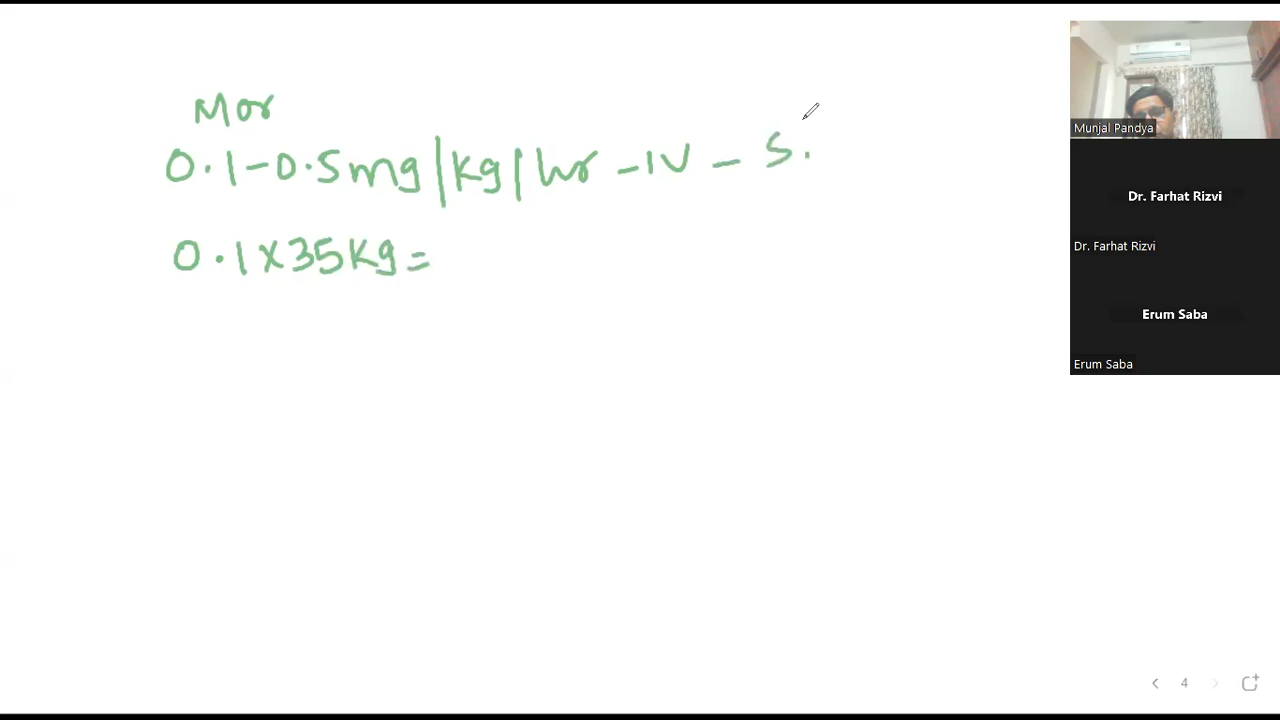 Mor
0.1-0.5mg/kg/hr - IV - S.
0.1x35kg=
Munjal Pandya
Dr. Farhat Rizvi
Dr. Farhat Rizvi
Erum Saba
Erum Saba
4